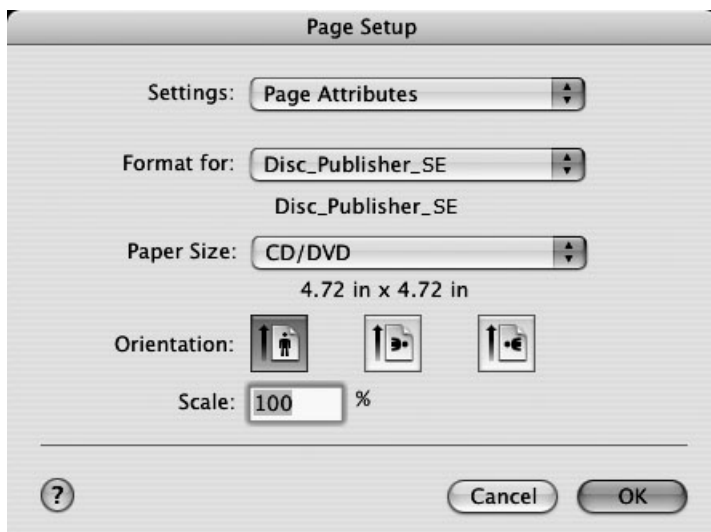 Page Setup
Settings: Page Attributes
Format for: Disc_Publisher_SE
Disc_Publisher_SE
Paper Size: CD/DVD
4.72 in x 4.72 in
Orientation:
Scale: 100 %
? Cancel OK